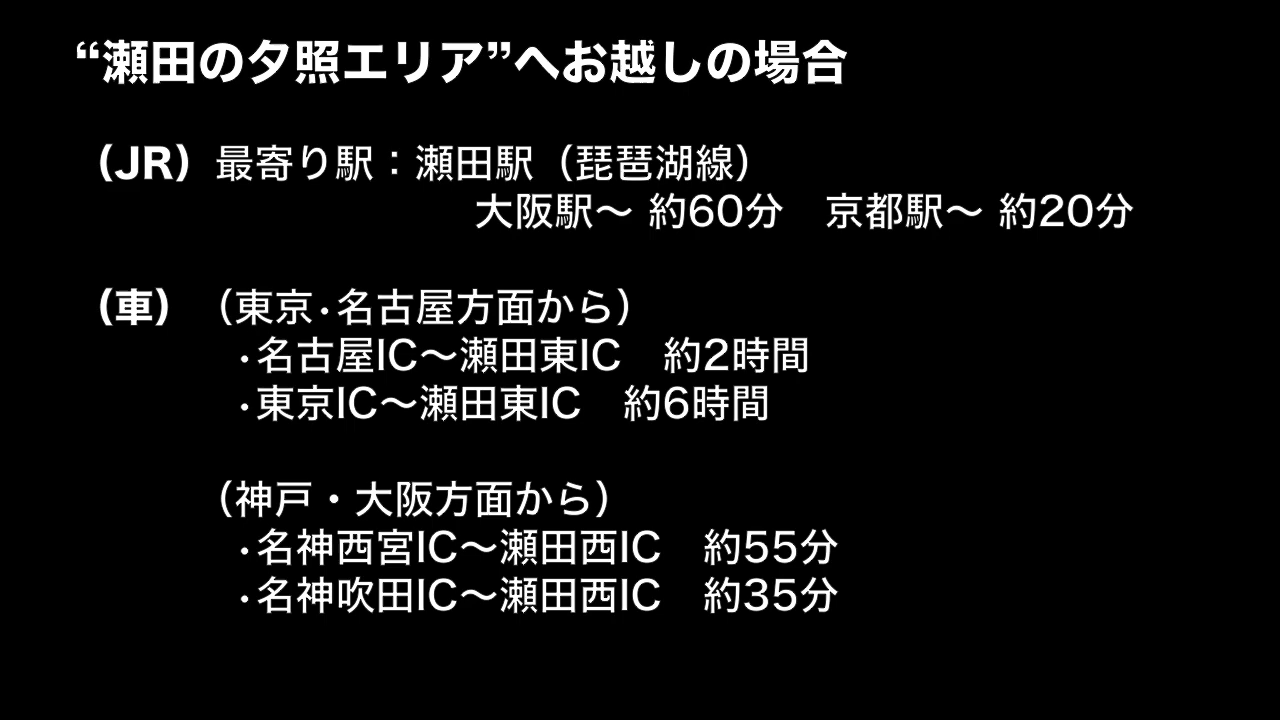 “瀬田の夕照エリア”へお越しの場合
（JR）最寄り駅：瀬田駅（琵琶湖線）
大阪駅～ 約60分　京都駅～ 約20分
（車）（東京・名古屋方面から）
・名古屋IC～瀬田東IC　約2時間
・東京IC～瀬田東IC　約6時間
（神戸・大阪方面から）
・名神西宮IC～瀬田西IC　約55分
・名神吹田IC～瀬田西IC　約35分